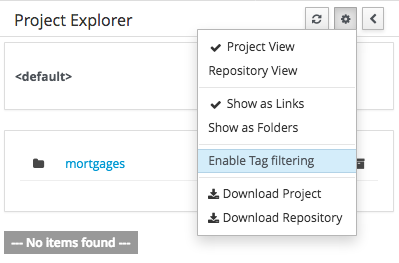 Project Explorer
Project View
Repository View
<default>
Show as Links
Show as Folders
Enable Tag filtering
mortgages
Download Project
Download Repository
--- No items found ---